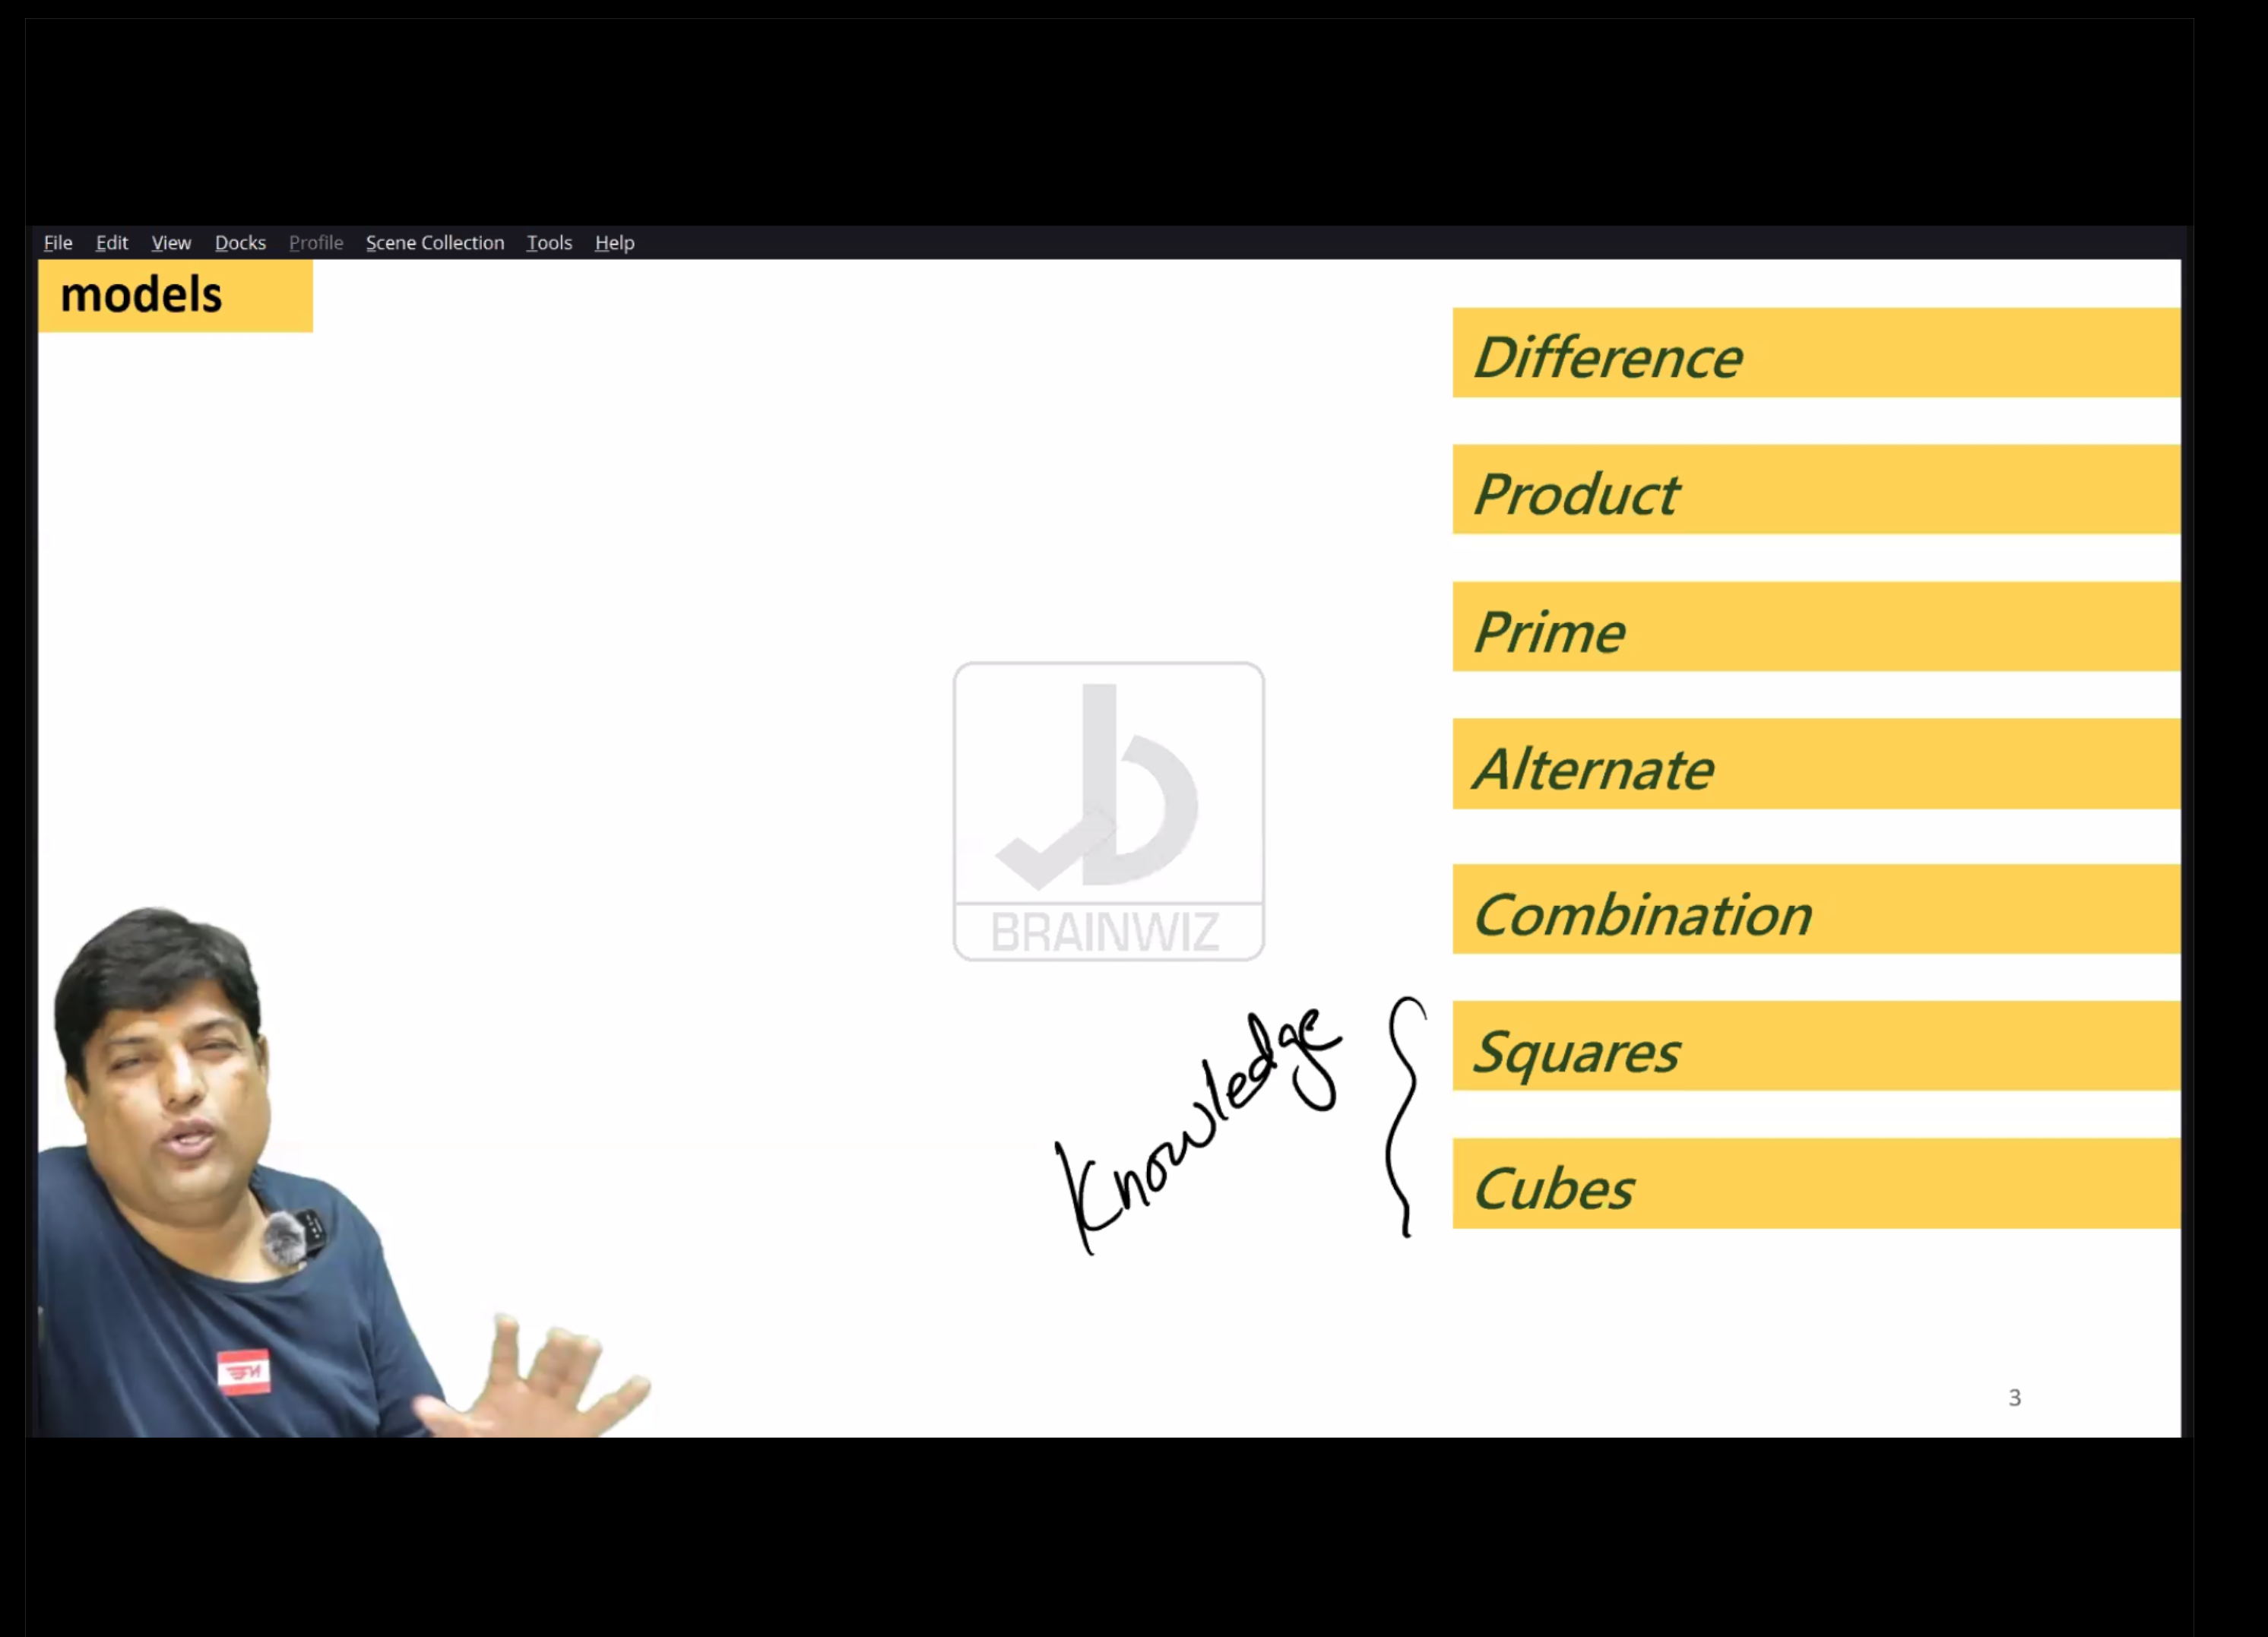 File Edit View Docks Profile Scene Collection Tools Help
models
Difference
Product
Prime
Alternate
BRAINWIZ
Combination
Knowledge
Squares
Cubes
3